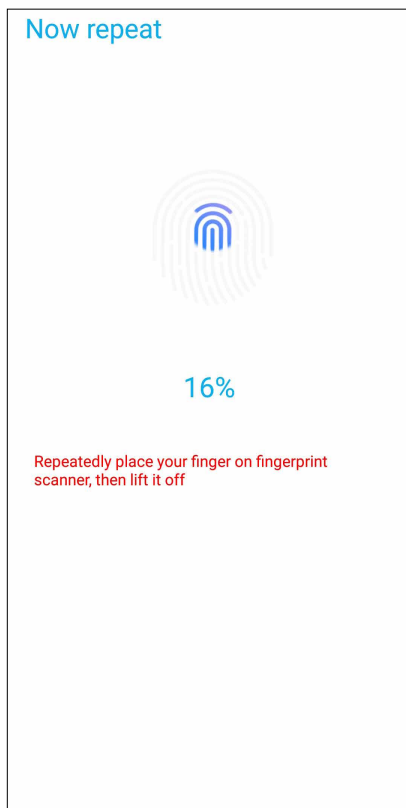 Now repeat
16%
Repeatedly place your finger on fingerprint
scanner, then lift it off